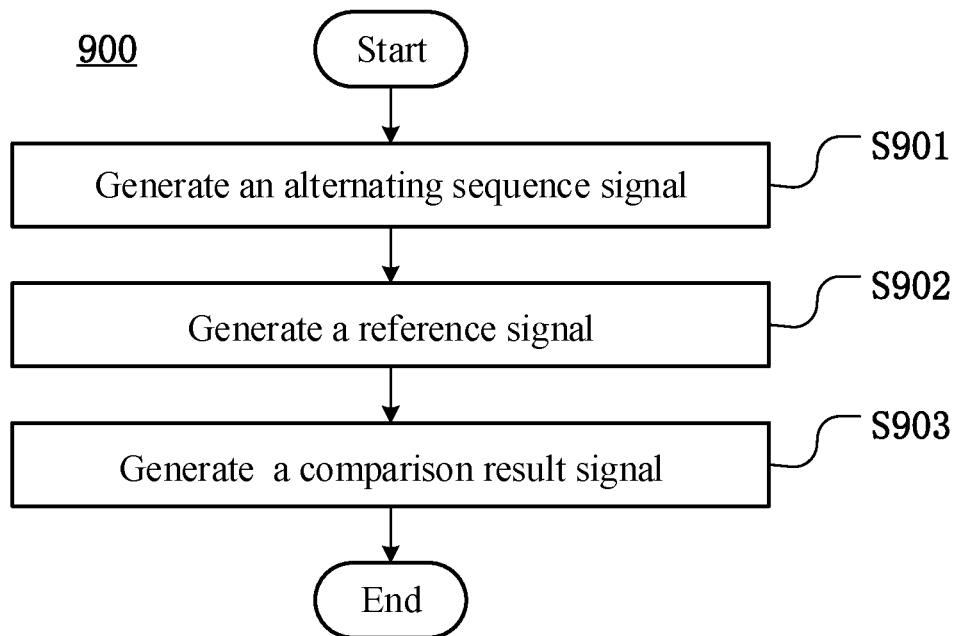 900
Start
S901
Generate an alternating sequence signal
S902
Generate a reference signal
S903
Generate a comparison result signal
End